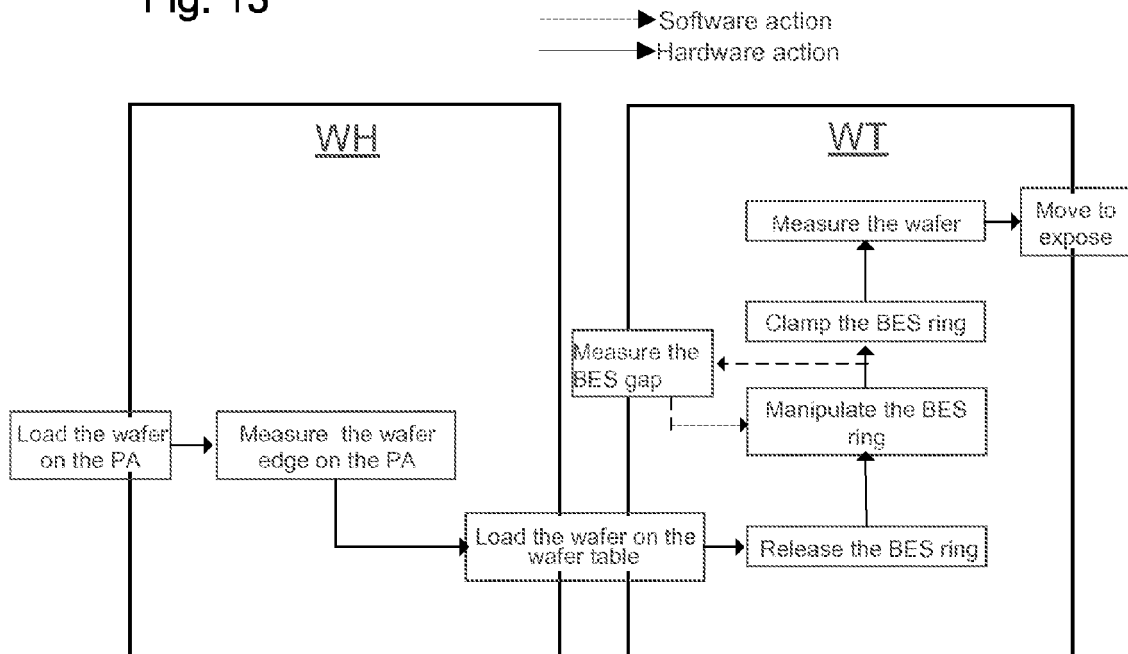 Fig. 13
Software action
Hardware action
WH
WT
Measure the wafer
Move to
expose
Clamp the BES ring
Measure the
BES gap
Manipulate the BES
ring
Load the wafer
on the PA
Measure the wafer
edge on the PA
Load the wafer on the
wafer table
Release the BES ring